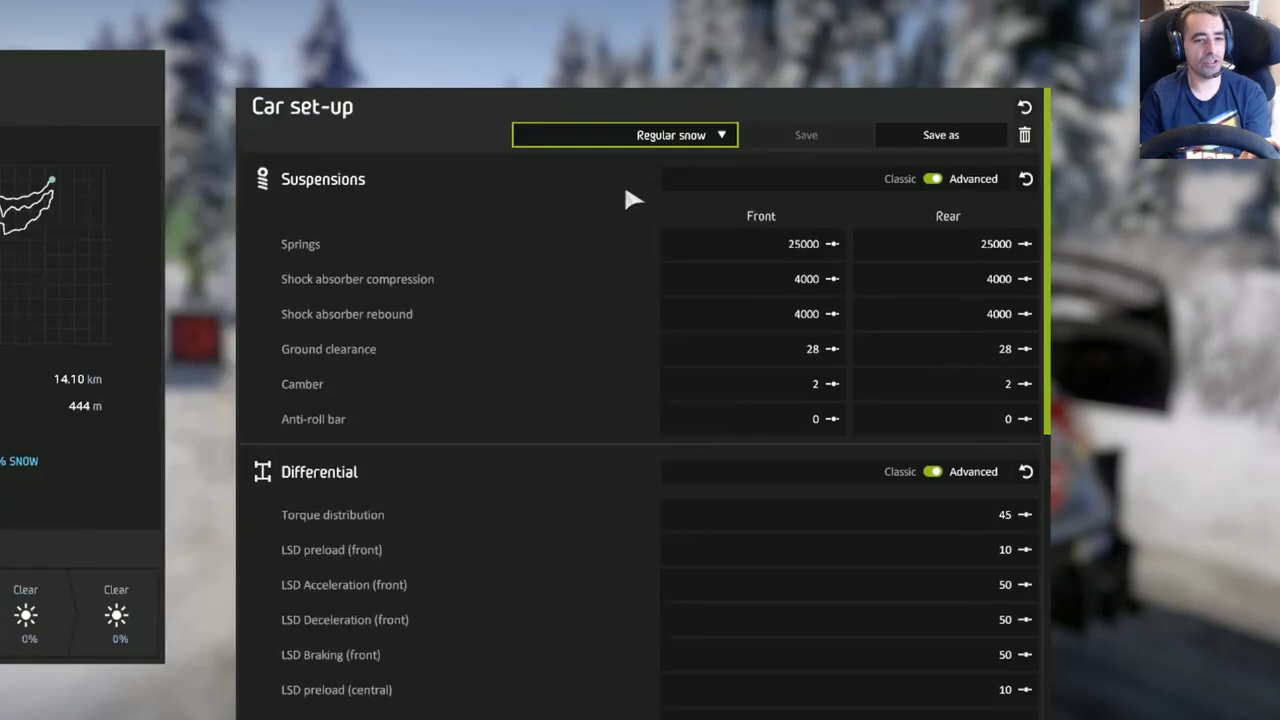 Car set-up
Regular snow ▼ Save Save as
Suspensions Classic Advanced
Front Rear
Springs 25000 25000
Shock absorber compression 4000 4000
Shock absorber rebound 4000 4000
Ground clearance 28 28
Camber 2 2
Anti-roll bar 0 0
Differential Classic Advanced
Torque distribution 45
LSD preload (front) 10
LSD Acceleration (front) 50
LSD Deceleration (front) 50
LSD Braking (front) 50
LSD preload (central) 10
14.10 km
444 m
% SNOW
Clear Clear
0% 0%